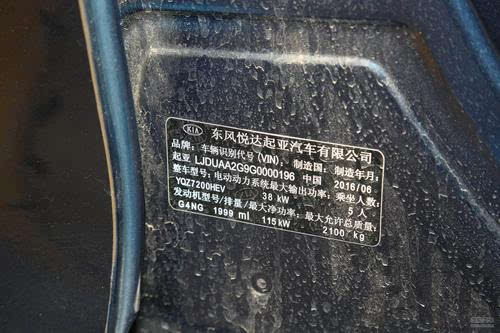 KIA 东风悦达起亚汽车有限公司
品牌: 车辆识别代号(VIN): 制造国: 制造年月:
起亚 LJDUAA2G9G0000196 中国 2016/06
整车型号: 电动动力系统最大输出功率: 乘坐人数:
YQZ7200HEV 38 kW 5 人
发动机型号/排量/最大净功率: 最大允许总质量:
G4NG 1999 ml 115 kW 2100 kg